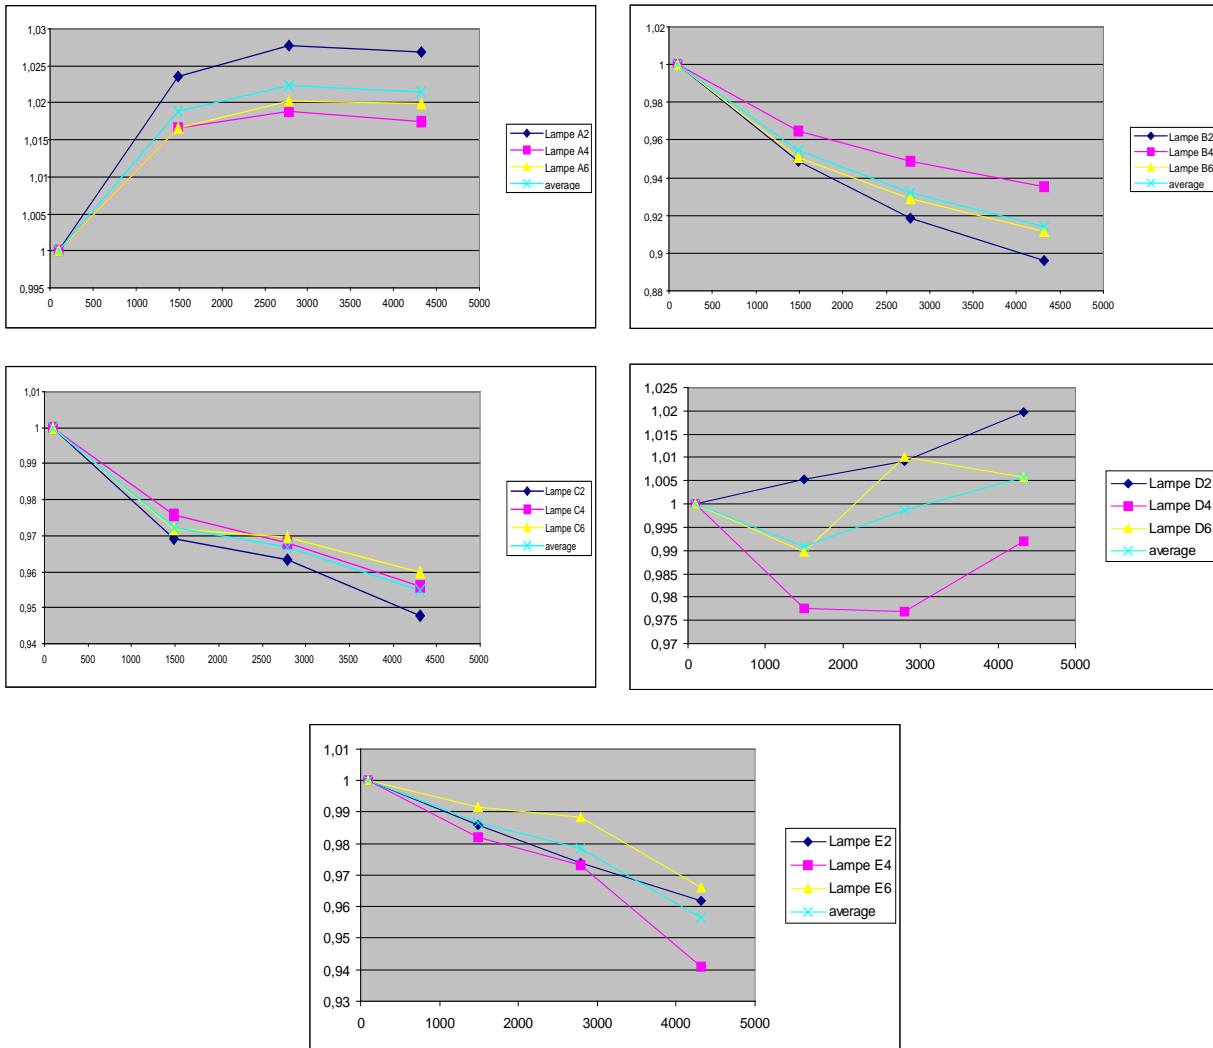 1,03
1,025
1,02
1,015
1,01
1,005
1
0,995
0 500 1000 1500 2000 2500 3000 3500 4000 4500 5000
Lampe A2
Lampe A4
Lampe A6
average
1,02
1
0,98
0,96
0,94
0,92
0,9
0,88
0 500 1000 1500 2000 2500 3000 3500 4000 4500 5000
Lampe B2
Lampe B4
Lampe B6
average
1,01
1
0,99
0,98
0,97
0,96
0,95
0,94
0 500 1000 1500 2000 2500 3000 3500 4000 4500 5000
Lampe C2
Lampe C4
Lampe C6
average
1,025
1,02
1,015
1,01
1,005
1
0,995
0,99
0,985
0,98
0,975
0,97
0 1000 2000 3000 4000 5000
Lampe D2
Lampe D4
Lampe D6
average
1,01
1
0,99
0,98
0,97
0,96
0,95
0,94
0,93
0 1000 2000 3000 4000 5000
Lampe E2
Lampe E4
Lampe E6
average